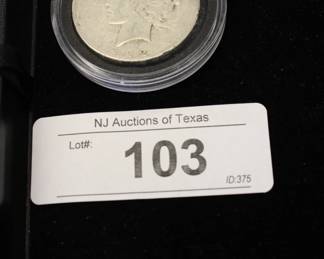 NJ Auctions of Texas
Lot#:
103
ID:375